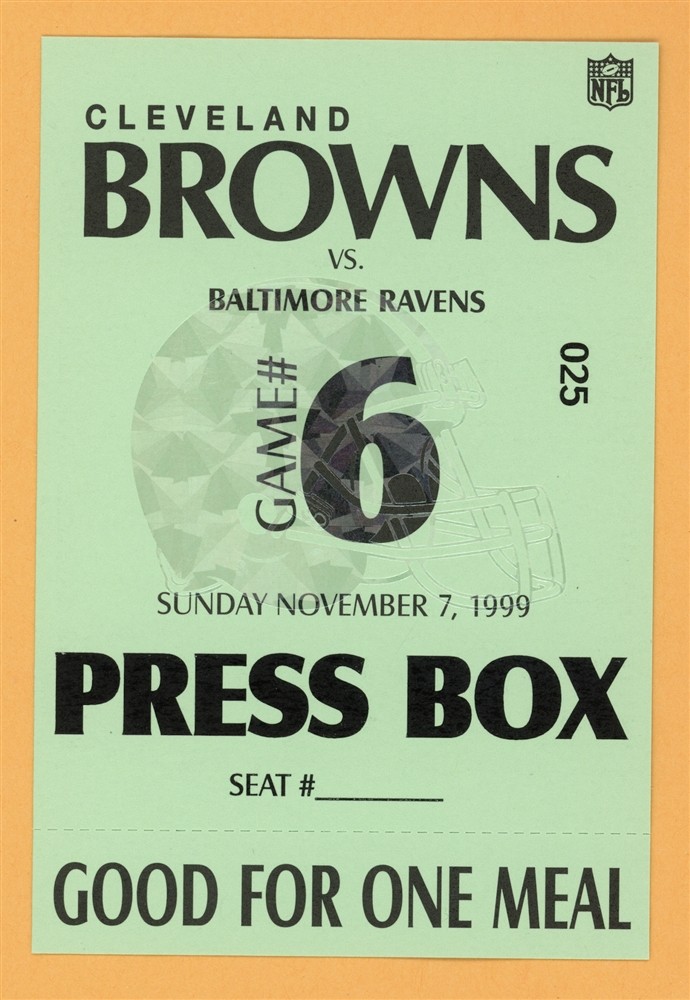 NFL
CLEVELAND
BROWNS
VS.
BALTIMORE RAVENS
025
GAME# 6
SUNDAY NOVEMBER 7, 1999
PRESS BOX
SEAT #________
GOOD FOR ONE MEAL